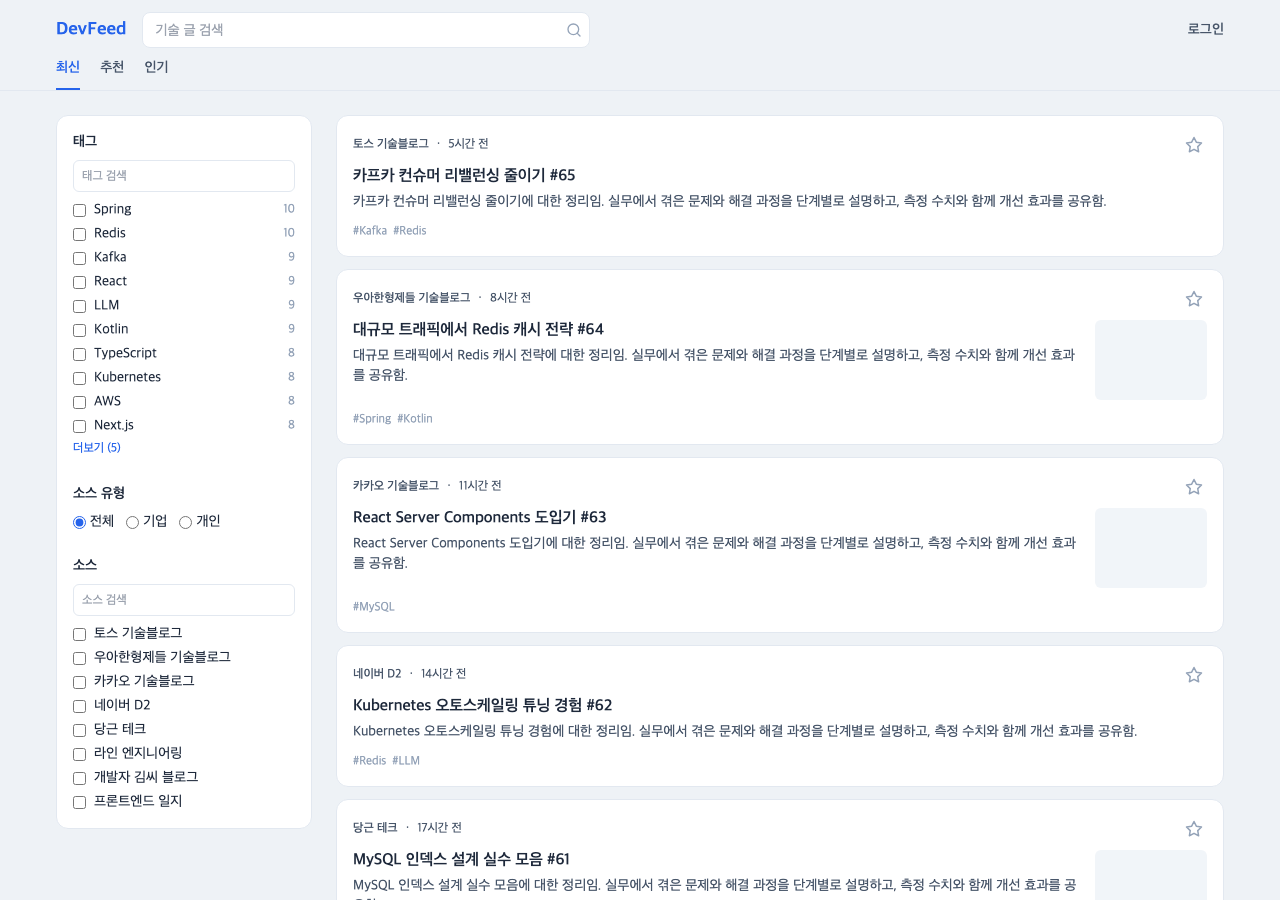 DevFeed
기술 글 검색
로그인
최신 추천 인기
태그
태그 검색
Spring 10
Redis 10
Kafka 9
React 9
LLM 9
Kotlin 9
TypeScript 8
Kubernetes 8
AWS 8
Next.js 8
더보기 (5)
소스 유형
전체 기업 개인
소스
소스 검색
토스 기술블로그
우아한형제들 기술블로그
카카오 기술블로그
네이버 D2
당근 테크
라인 엔지니어링
개발자 김씨 블로그
프론트엔드 일지
토스 기술블로그 · 5시간 전
카프카 컨슈머 리밸런싱 줄이기 #65
카프카 컨슈머 리밸런싱 줄이기에 대한 정리임. 실무에서 겪은 문제와 해결 과정을 단계별로 설명하고, 측정 수치와 함께 개선 효과를 공유함.
#Kafka #Redis
우아한형제들 기술블로그 · 8시간 전
대규모 트래픽에서 Redis 캐시 전략 #64
대규모 트래픽에서 Redis 캐시 전략에 대한 정리임. 실무에서 겪은 문제와 해결 과정을 단계별로 설명하고, 측정 수치와 함께 개선 효과
를 공유함.
#Spring #Kotlin
카카오 기술블로그 · 11시간 전
React Server Components 도입기 #63
React Server Components 도입기에 대한 정리임. 실무에서 겪은 문제와 해결 과정을 단계별로 설명하고, 측정 수치와 함께 개선 효과
를 공유함.
#MySQL
네이버 D2 · 14시간 전
Kubernetes 오토스케일링 튜닝 경험 #62
Kubernetes 오토스케일링 튜닝 경험에 대한 정리임. 실무에서 겪은 문제와 해결 과정을 단계별로 설명하고, 측정 수치와 함께 개선 효과를 공유함.
#Redis #LLM
당근 테크 · 17시간 전
MySQL 인덱스 설계 실수 모음 #61
MySQL 인덱스 설계 실수 모음에 대한 정리임. 실무에서 겪은 문제와 해결 과정을 단계별로 설명하고, 측정 수치와 함께 개선 효과를 공